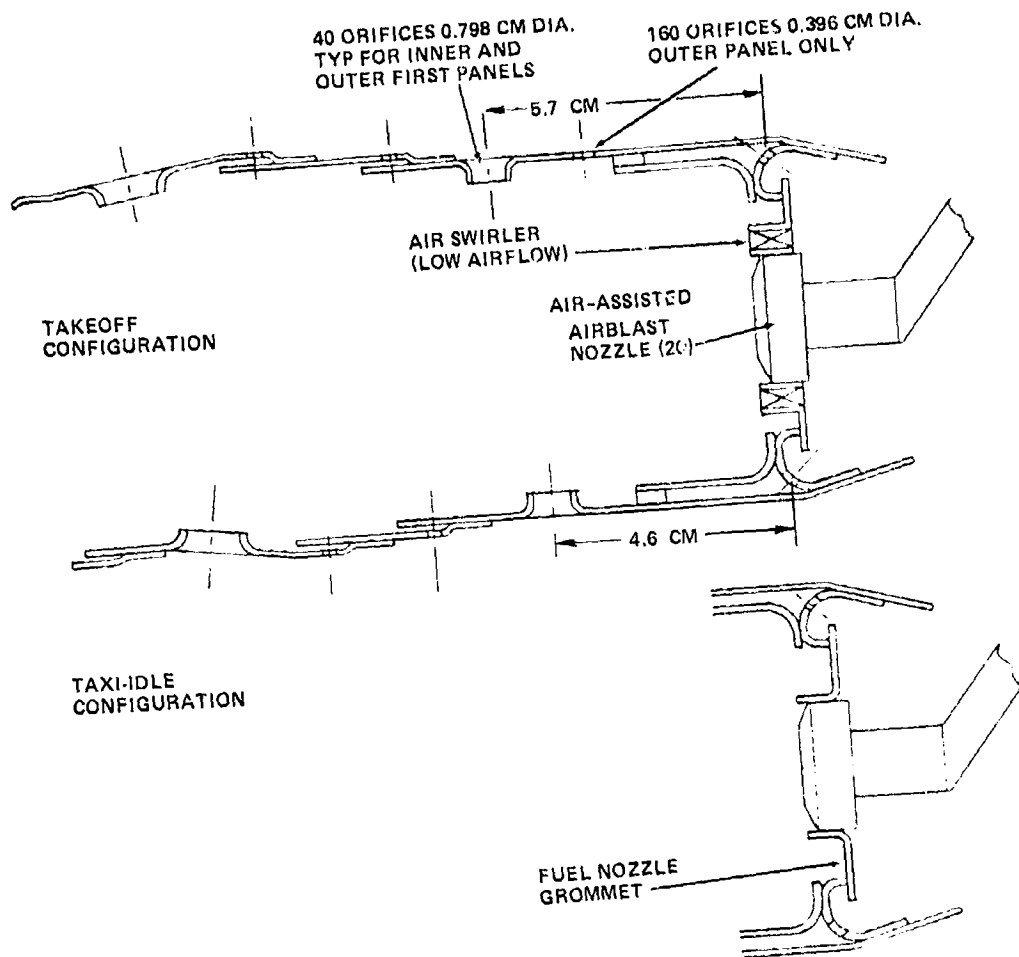 40 ORIFICES 0.798 CM DIA.
TYP FOR INNER AND
OUTER FIRST PANELS
160 ORIFICES 0.396 CM DIA.
OUTER PANEL ONLY
5.7 CM
AIR SWIRLER
(LOW AIRFLOW)
AIR-ASSISTED
AIRBLAST
NOZZLE (20)
TAKEOFF
CONFIGURATION
4.6 CM
TAXI-IDLE
CONFIGURATION
FUEL NOZZLE
GROMMET